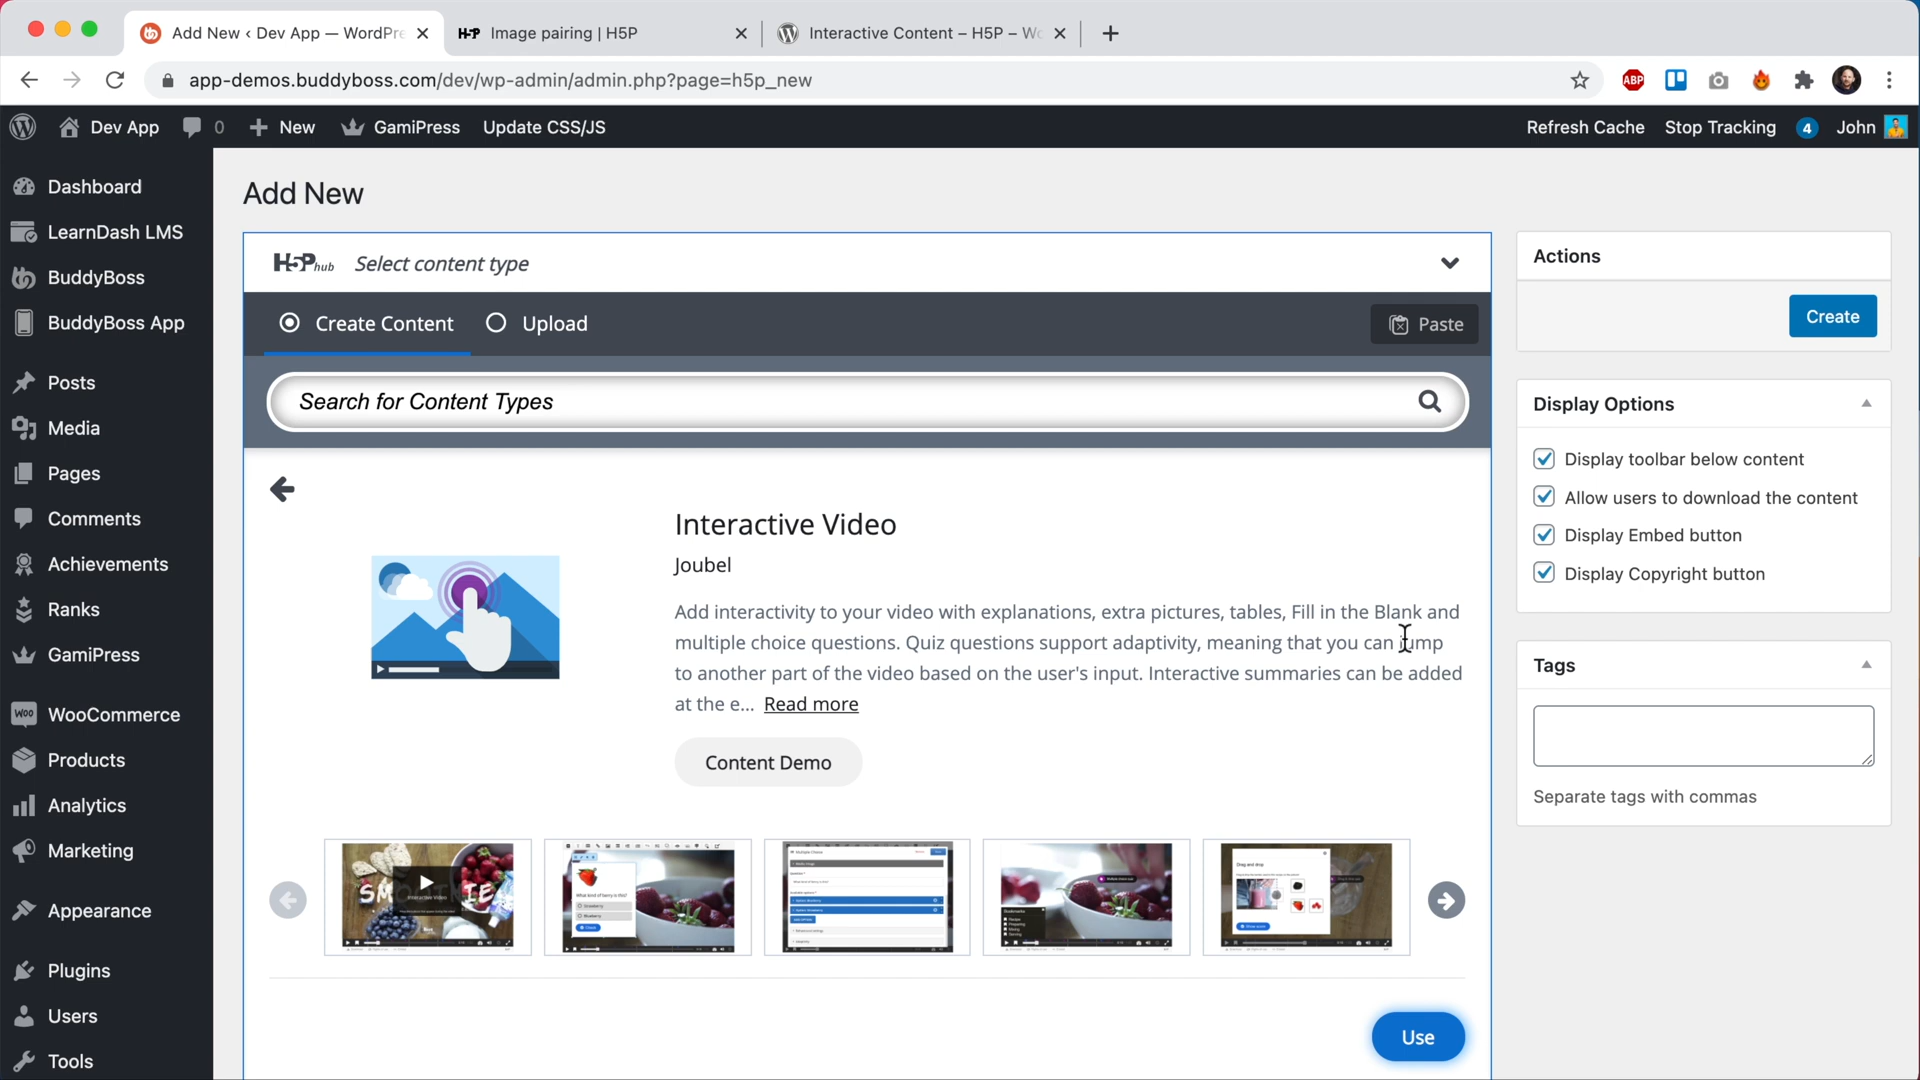 Add New ‹ Dev App — WordPre
H5P Image pairing | H5P
Interactive Content – H5P – Wo
app-demos.buddyboss.com/dev/wp-admin/admin.php?page=h5p_new
ABP
Dev App
0
New
GamiPress
Update CSS/JS
Refresh Cache
Stop Tracking
4
John
Dashboard
LearnDash LMS
BuddyBoss
BuddyBoss App
Posts
Media
Pages
Comments
Achievements
Ranks
GamiPress
WooCommerce
Products
Analytics
Marketing
Appearance
Plugins
Users
Tools
Add New
H5P hub Select content type
Create Content
Upload
Paste
Search for Content Types
Interactive Video
Joubel
Add interactivity to your video with explanations, extra pictures, tables, Fill in the Blank and
multiple choice questions. Quiz questions support adaptivity, meaning that you can jump
to another part of the video based on the user's input. Interactive summaries can be added
at the e... Read more
Content Demo
Use
Actions
Create
Display Options
Display toolbar below content
Allow users to download the content
Display Embed button
Display Copyright button
Tags
Separate tags with commas